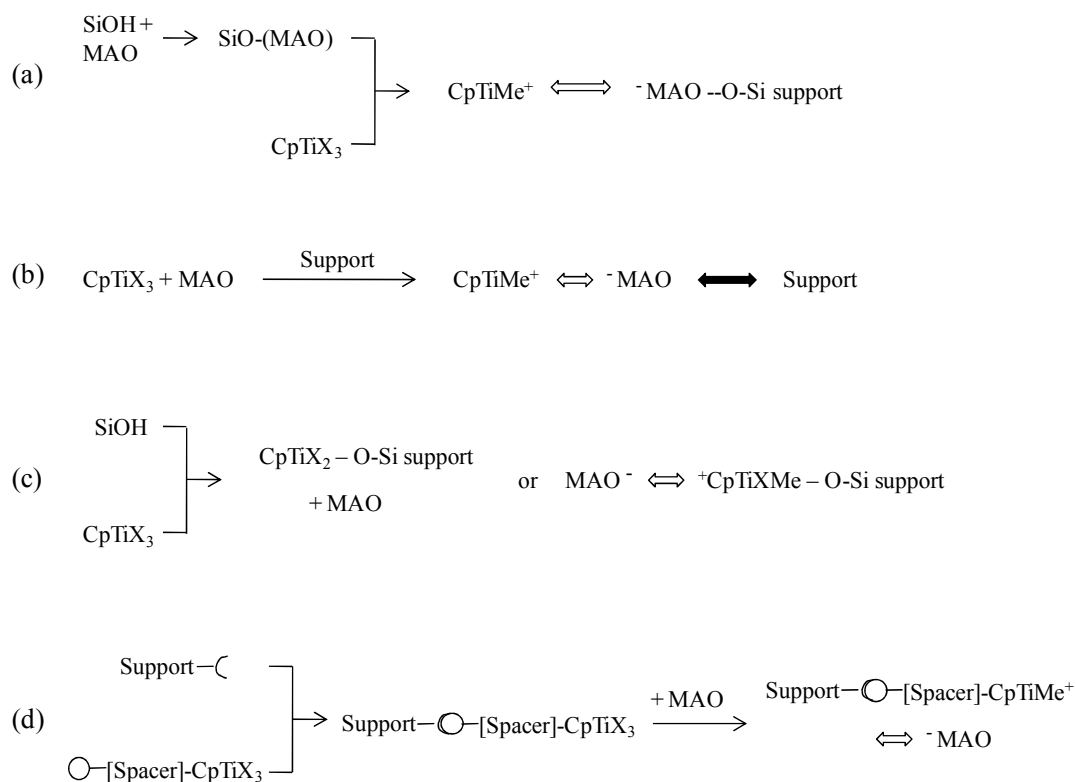 (a)
SiOH +
MAO
SiO-(MAO)
CpTiX₃
CpTiMe⁺
⁻MAO --O-Si support
(b)
CpTiX₃ + MAO
Support
CpTiMe⁺
⁻MAO
Support
(c)
SiOH
CpTiX₃
CpTiX₂ – O-Si support
+ MAO
or
MAO⁻
⁺CpTiXMe – O-Si support
(d)
Support
[Spacer]-CpTiX₃
Support
[Spacer]-CpTiX₃
+ MAO
Support
[Spacer]-CpTiMe⁺
⁻MAO